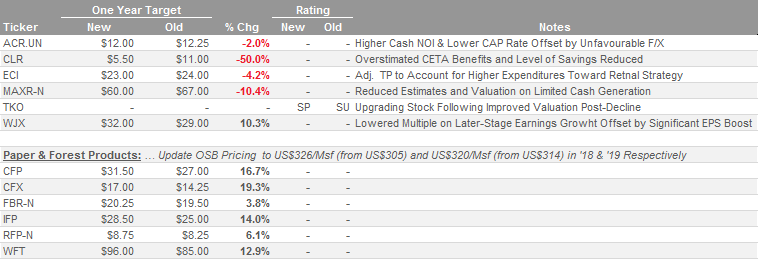 One Year Target Rating
Ticker New Old % Chg New Old Notes
ACR.UN $12.00 $12.25 -2.0% - - Higher Cash NOI & Lower CAP Rate Offset by Unfavourable F/X
CLR $5.50 $11.00 -50.0% - - Overstimated CETA Benefits and Level of Savings Reduced
ECI $23.00 $24.00 -4.2% - - Adj. TP to Account for Higher Expenditures Toward Retnal Strategy
MAXR-N $60.00 $67.00 -10.4% - - Reduced Estimates and Valuation on Limited Cash Generation
TKO - - - SP SU Upgrading Stock Following Improved Valuation Post-Decline
WJX $32.00 $29.00 10.3% - - Lowered Multiple on Later-Stage Earnings Growht Offset by Significant EPS Boost
Paper & Forest Products: … Update OSB Pricing to US$326/Msf (from US$305) and US$320/Msf (from US$314) in '18 & '19 Respectively
CFP $31.50 $27.00 16.7% - -
CFX $17.00 $14.25 19.3% - -
FBR-N $20.25 $19.50 3.8% - -
IFP $28.50 $25.00 14.0% - -
RFP-N $8.75 $8.25 6.1% - -
WFT $96.00 $85.00 12.9% - -